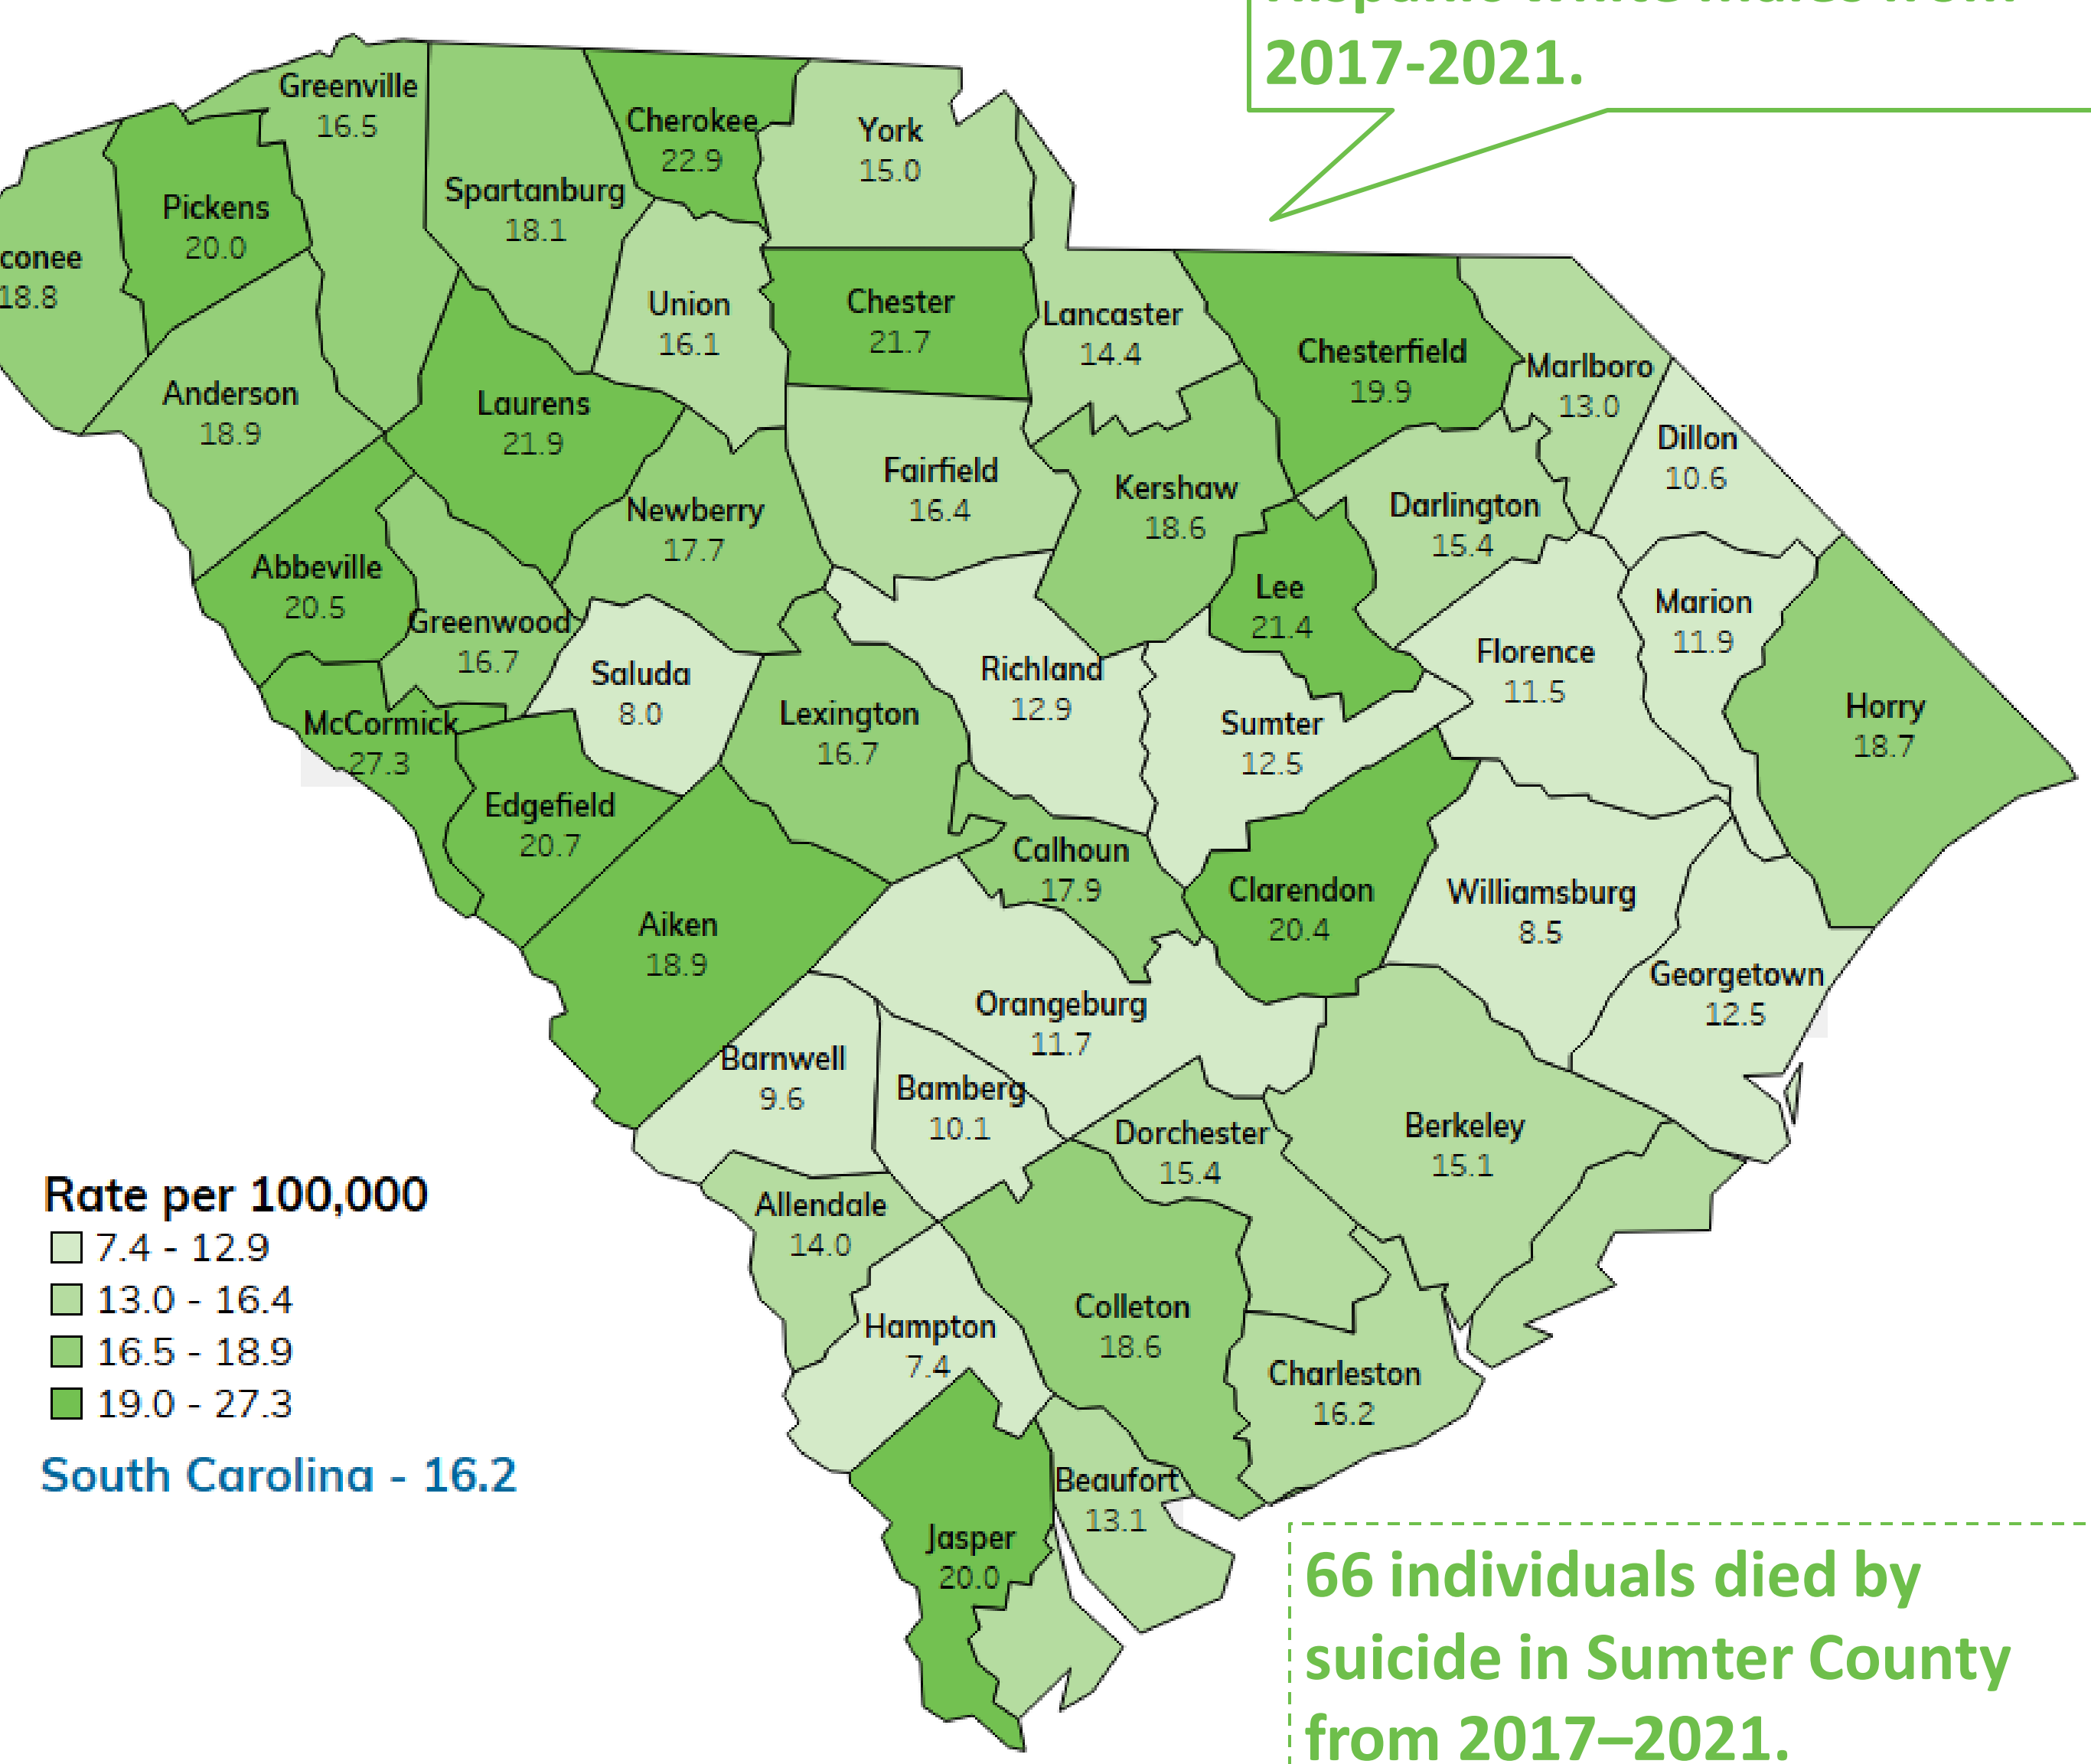 2017-2021.
Greenville
16.5
Cherokee
22.9
York
15.0
Spartanburg
18.1
Pickens
20.0
conee
18.8
Union
16.1
Chester
21.7
Lancaster
14.4
Chesterfield
19.9
Marlboro
13.0
Anderson
18.9
Laurens
21.9
Dillon
10.6
Fairfield
16.4
Kershaw
18.6
Newberry
17.7
Darlington
15.4
Abbeville
20.5
Lee
21.4
Marion
11.9
Greenwood
16.7
Saluda
8.0
Richland
12.9
Florence
11.5
McCormick
27.3
Lexington
16.7
Sumter
12.5
Horry
18.7
Edgefield
20.7
Calhoun
17.9
Clarendon
20.4
Williamsburg
8.5
Aiken
18.9
Georgetown
12.5
Orangeburg
11.7
Barnwell
9.6
Bamberg
10.1
Dorchester
15.4
Berkeley
15.1
Allendale
14.0
Colleton
18.6
Hampton
7.4
Charleston
16.2
Beaufort
13.1
Jasper
20.0
Rate per 100,000
7.4 - 12.9
13.0 - 16.4
16.5 - 18.9
19.0 - 27.3
South Carolina - 16.2
66 individuals died by
suicide in Sumter County
from 2017–2021.